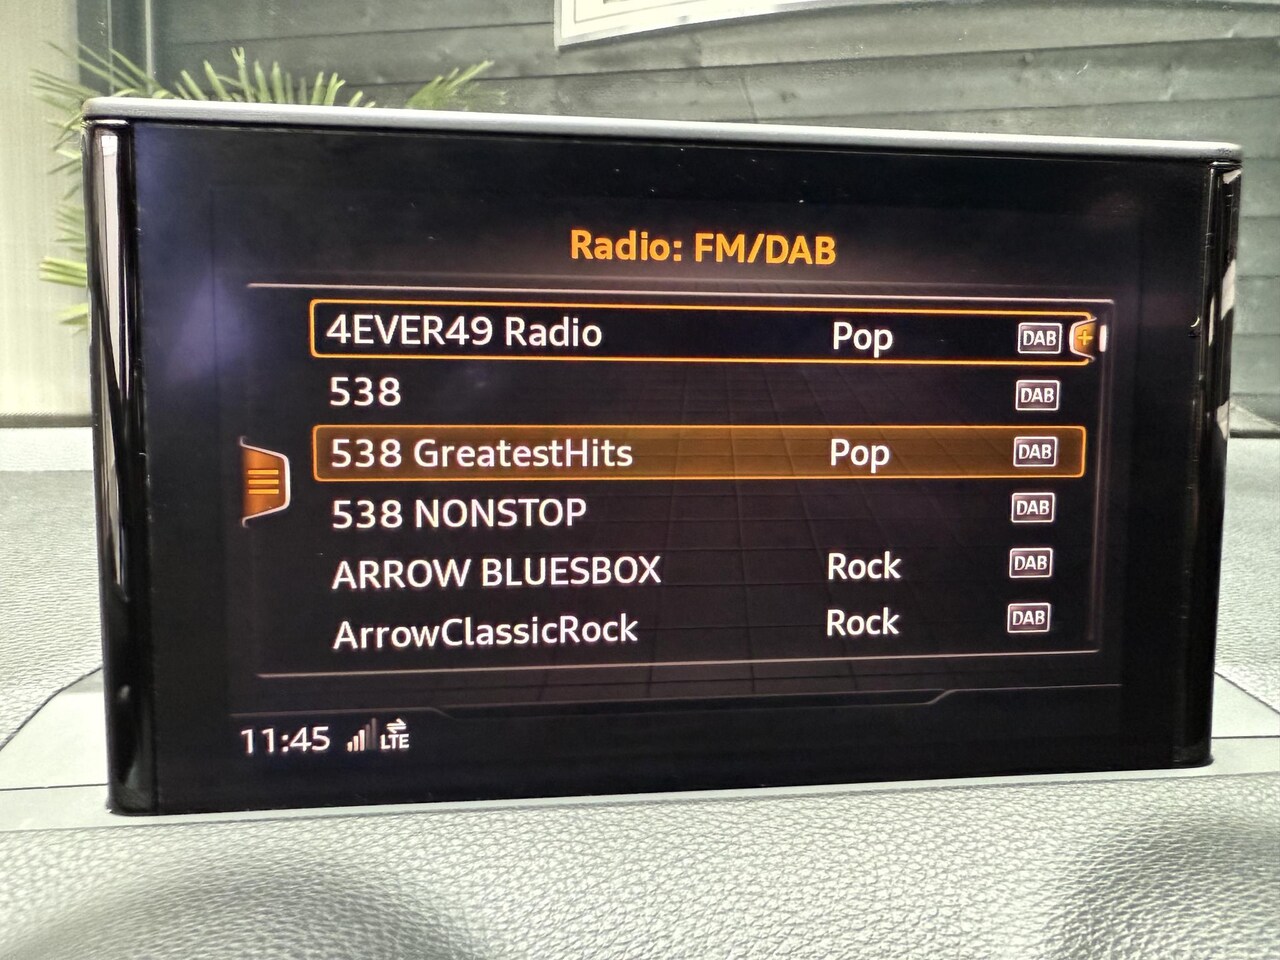 Radio: FM/DAB
4EVER49 Radio Pop DAB
538 DAB
538 GreatestHits Pop DAB
538 NONSTOP DAB
ARROW BLUESBOX Rock DAB
ArrowClassicRock Rock DAB
11:45 LTE